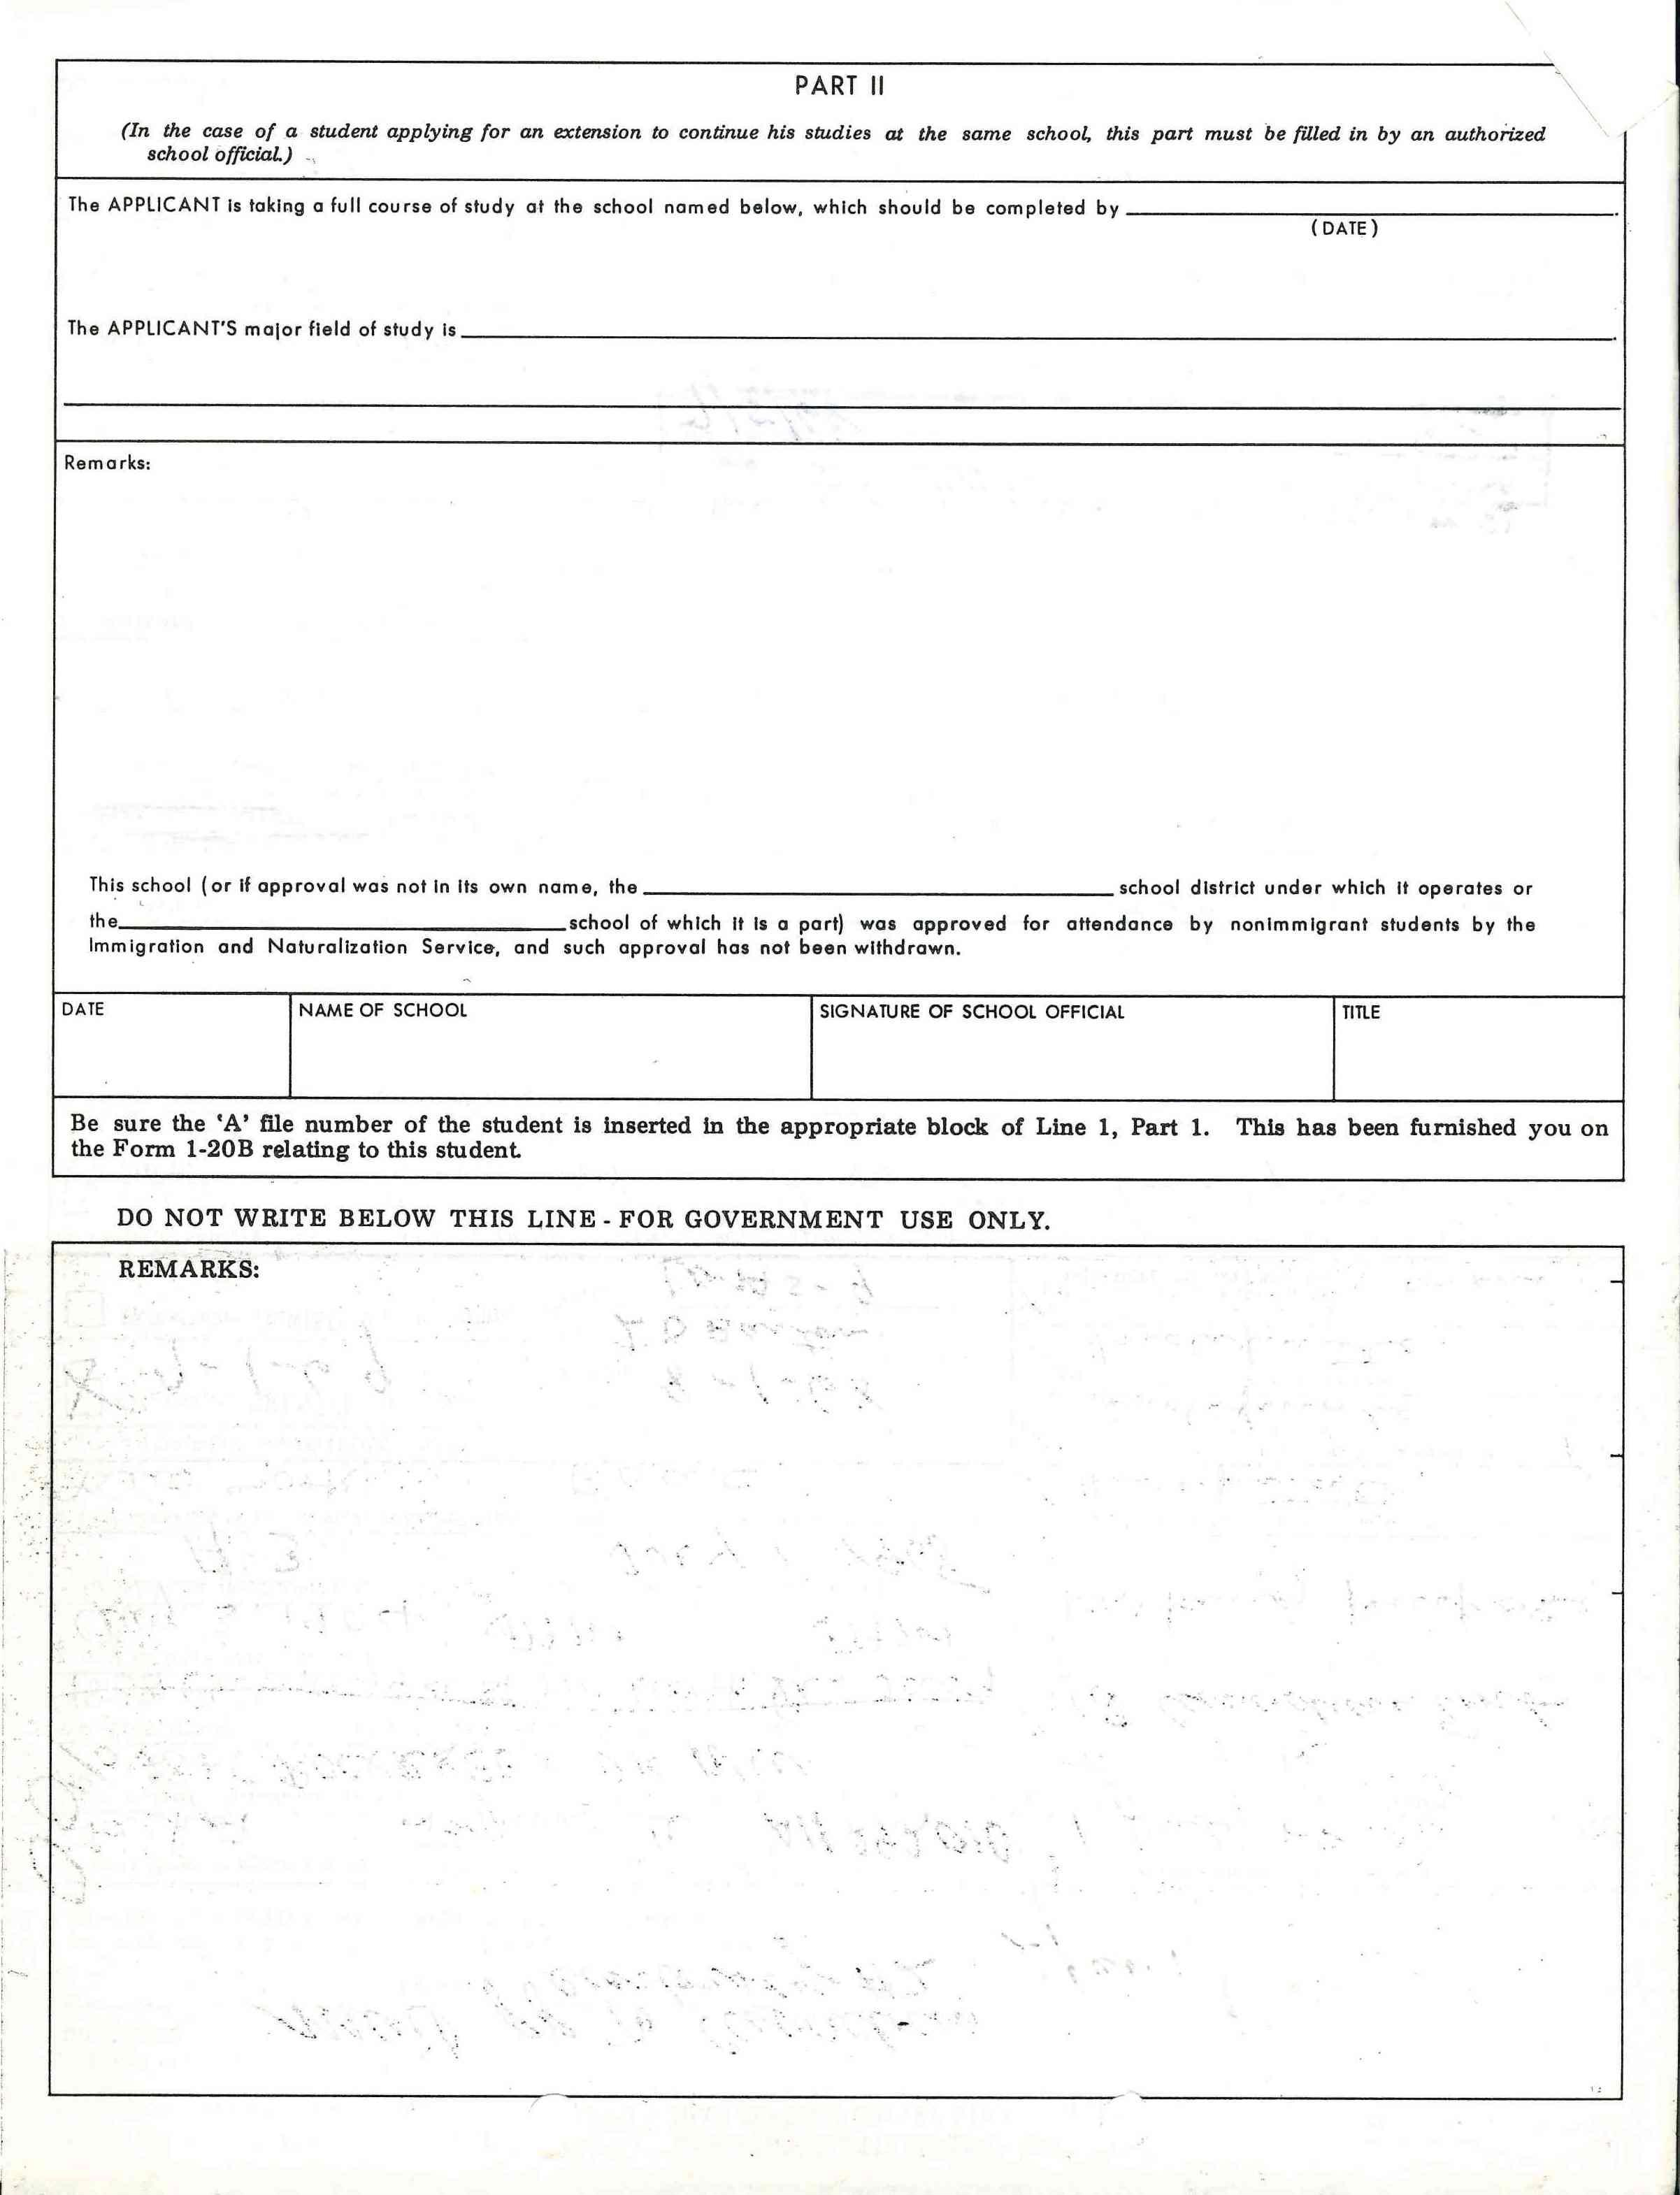 PART II
(In the case of a student applying for an extension to continue his studies at the same school, this part must be filled in by an authorized
school official.)
The APPLICANT is taking a full course of study at the school named below, which should be completed by
(DATE)
The APPLICANT'S major field of study is
Remarks:
This school (or if approval was not in its own name, the school district under which it operates or
the school of which it is a part) was approved for attendance by nonimmigrant students by the
Immigration and Naturalization Service, and such approval has not been withdrawn.
DATE NAME OF SCHOOL SIGNATURE OF SCHOOL OFFICIAL TITLE
Be sure the 'A' file number of the student is inserted in the appropriate block of Line 1, Part 1. This has been furnished you on
the Form 1-20B relating to this student.
DO NOT WRITE BELOW THIS LINE - FOR GOVERNMENT USE ONLY.
REMARKS: